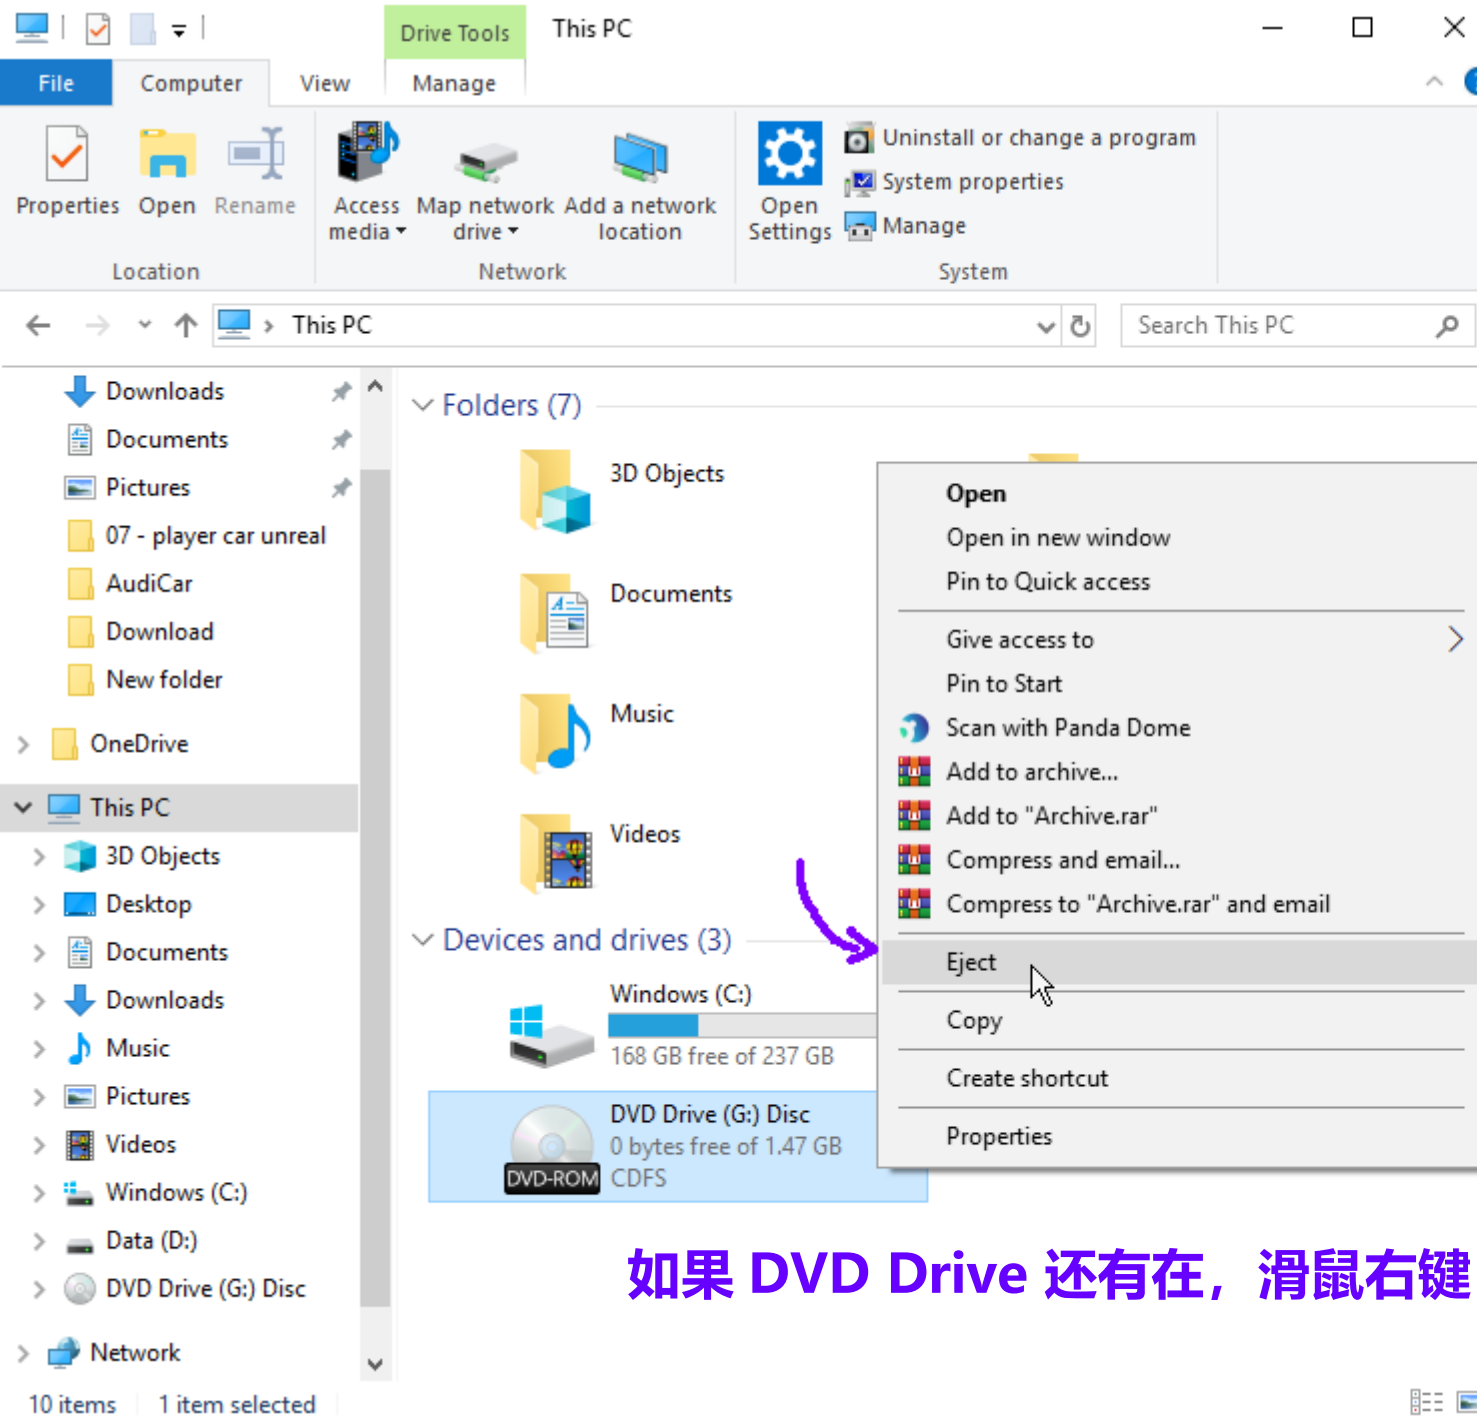 Drive Tools
This PC
File
Computer
View
Manage
Properties
Open
Rename
Access media
Map network drive
Add a network location
Open Settings
Uninstall or change a program
System properties
Manage
Location
Network
System
This PC
Search This PC
Downloads
Documents
Pictures
07 - player car unreal
AudiCar
Download
New folder
OneDrive
This PC
3D Objects
Desktop
Documents
Downloads
Music
Pictures
Videos
Windows (C:)
Data (D:)
DVD Drive (G:) Disc
Network
Folders (7)
3D Objects
Documents
Music
Videos
Devices and drives (3)
Windows (C:)
168 GB free of 237 GB
DVD Drive (G:) Disc
0 bytes free of 1.47 GB
CDFS
DVD-ROM
Open
Open in new window
Pin to Quick access
Give access to
Pin to Start
Scan with Panda Dome
Add to archive...
Add to "Archive.rar"
Compress and email...
Compress to "Archive.rar" and email
Eject
Copy
Create shortcut
Properties
如果 DVD Drive 还有在，滑鼠右键
10 items
1 item selected